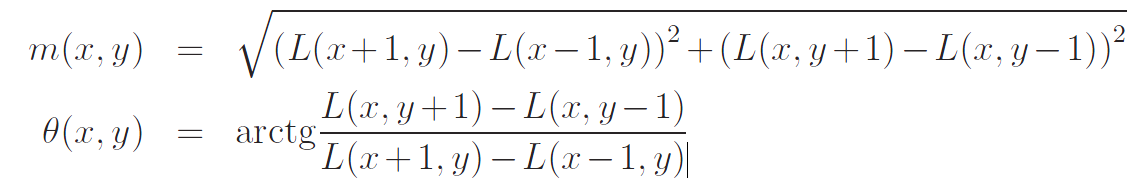 m(x, y) = √((L(x+1, y) − L(x−1, y))² + (L(x, y+1) − L(x, y−1))²)
θ(x, y) = arctg (L(x, y+1) − L(x, y−1)) / (L(x+1, y) − L(x−1, y))